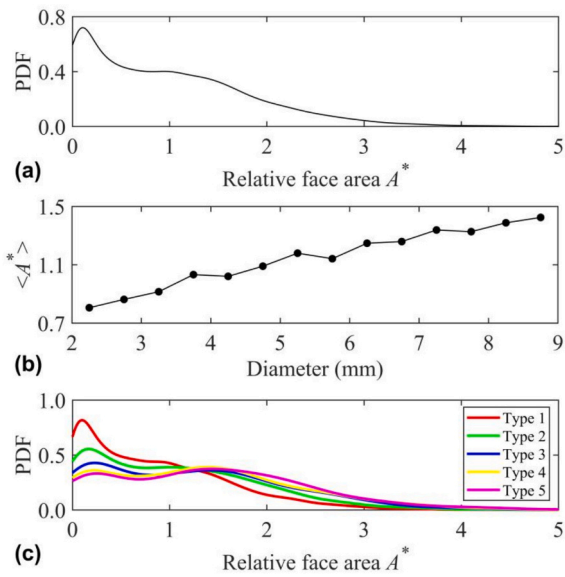 0.8
0.4
0.0
PDF
0 1 2 3 4 5
(a)
Relative face area A*
1.5
1.1
0.7
<A*>
2 3 4 5 6 7 8 9
(b)
Diameter (mm)
1.0
0.5
0.0
PDF
Type 1
Type 2
Type 3
Type 4
Type 5
0 1 2 3 4 5
(c)
Relative face area A*